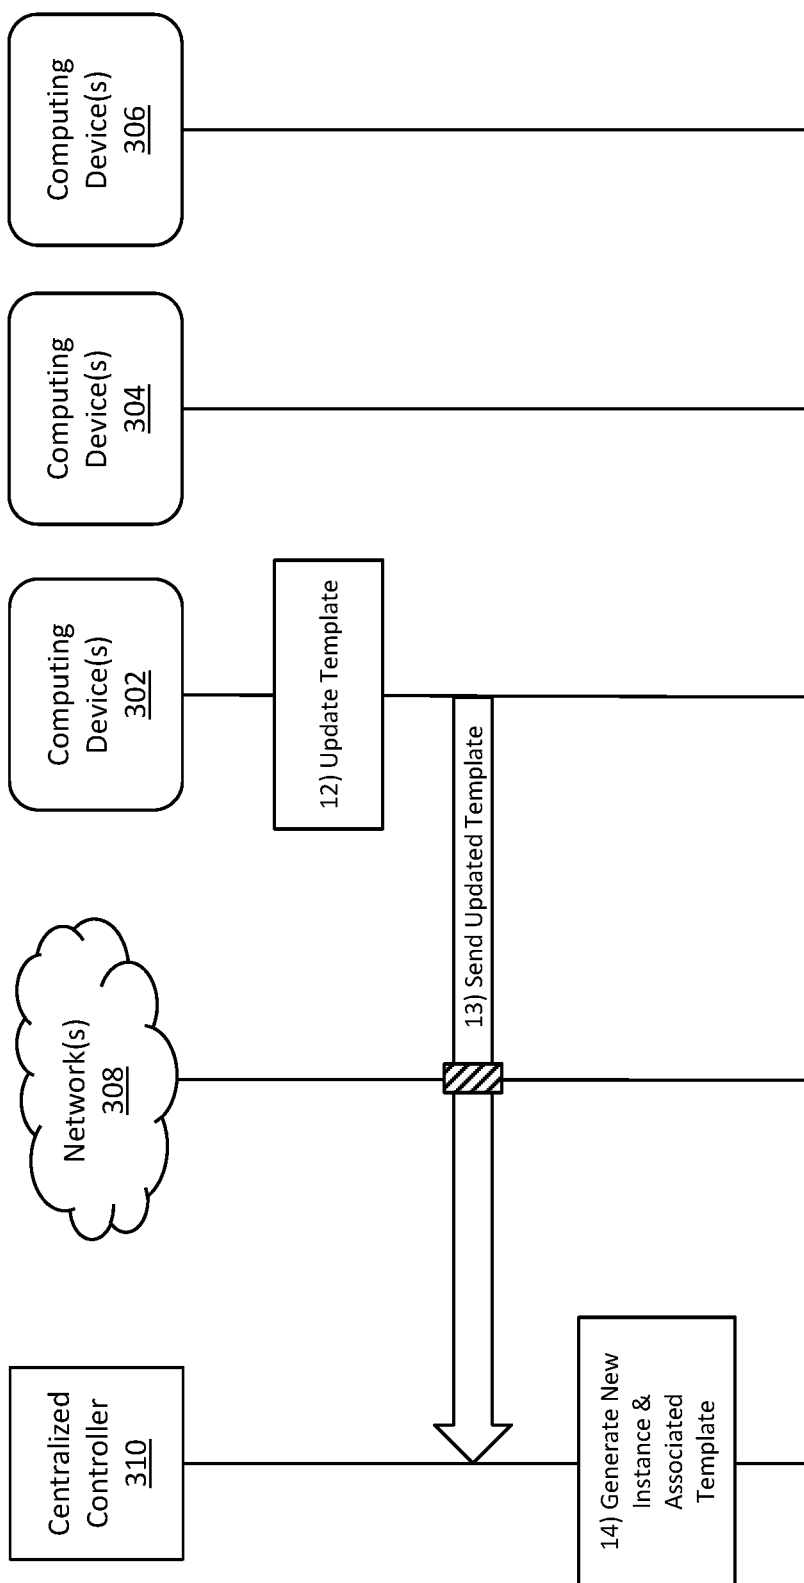 Centralized
Controller
310
Network(s)
308
Computing
Device(s)
302
Computing
Device(s)
304
Computing
Device(s)
306
12) Update Template
13) Send Updated Template
14) Generate New
Instance &
Associated
Template